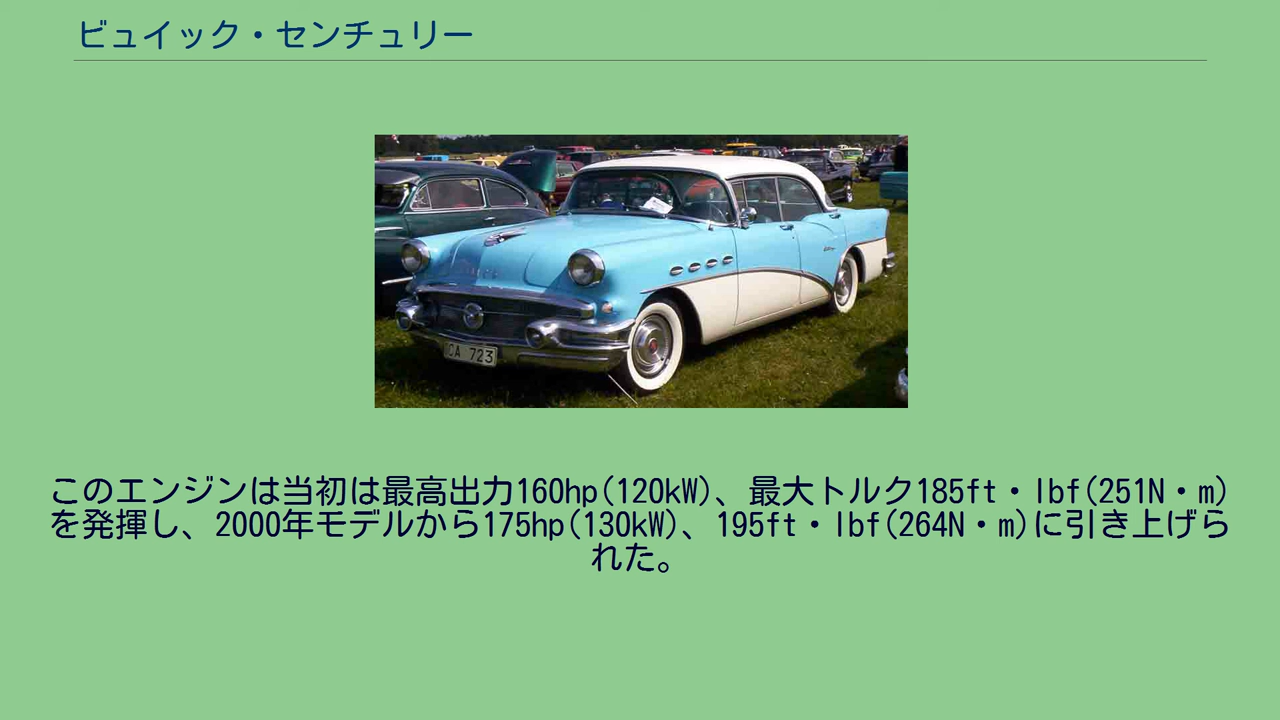 ビュイック・センチュリー
CA 723
このエンジンは当初は最高出力160hp(120kW)、最大トルク185ft・lbf(251N・m)
を発揮し、2000年モデルから175hp(130kW)、195ft・lbf(264N・m)に引き上げら
れた。